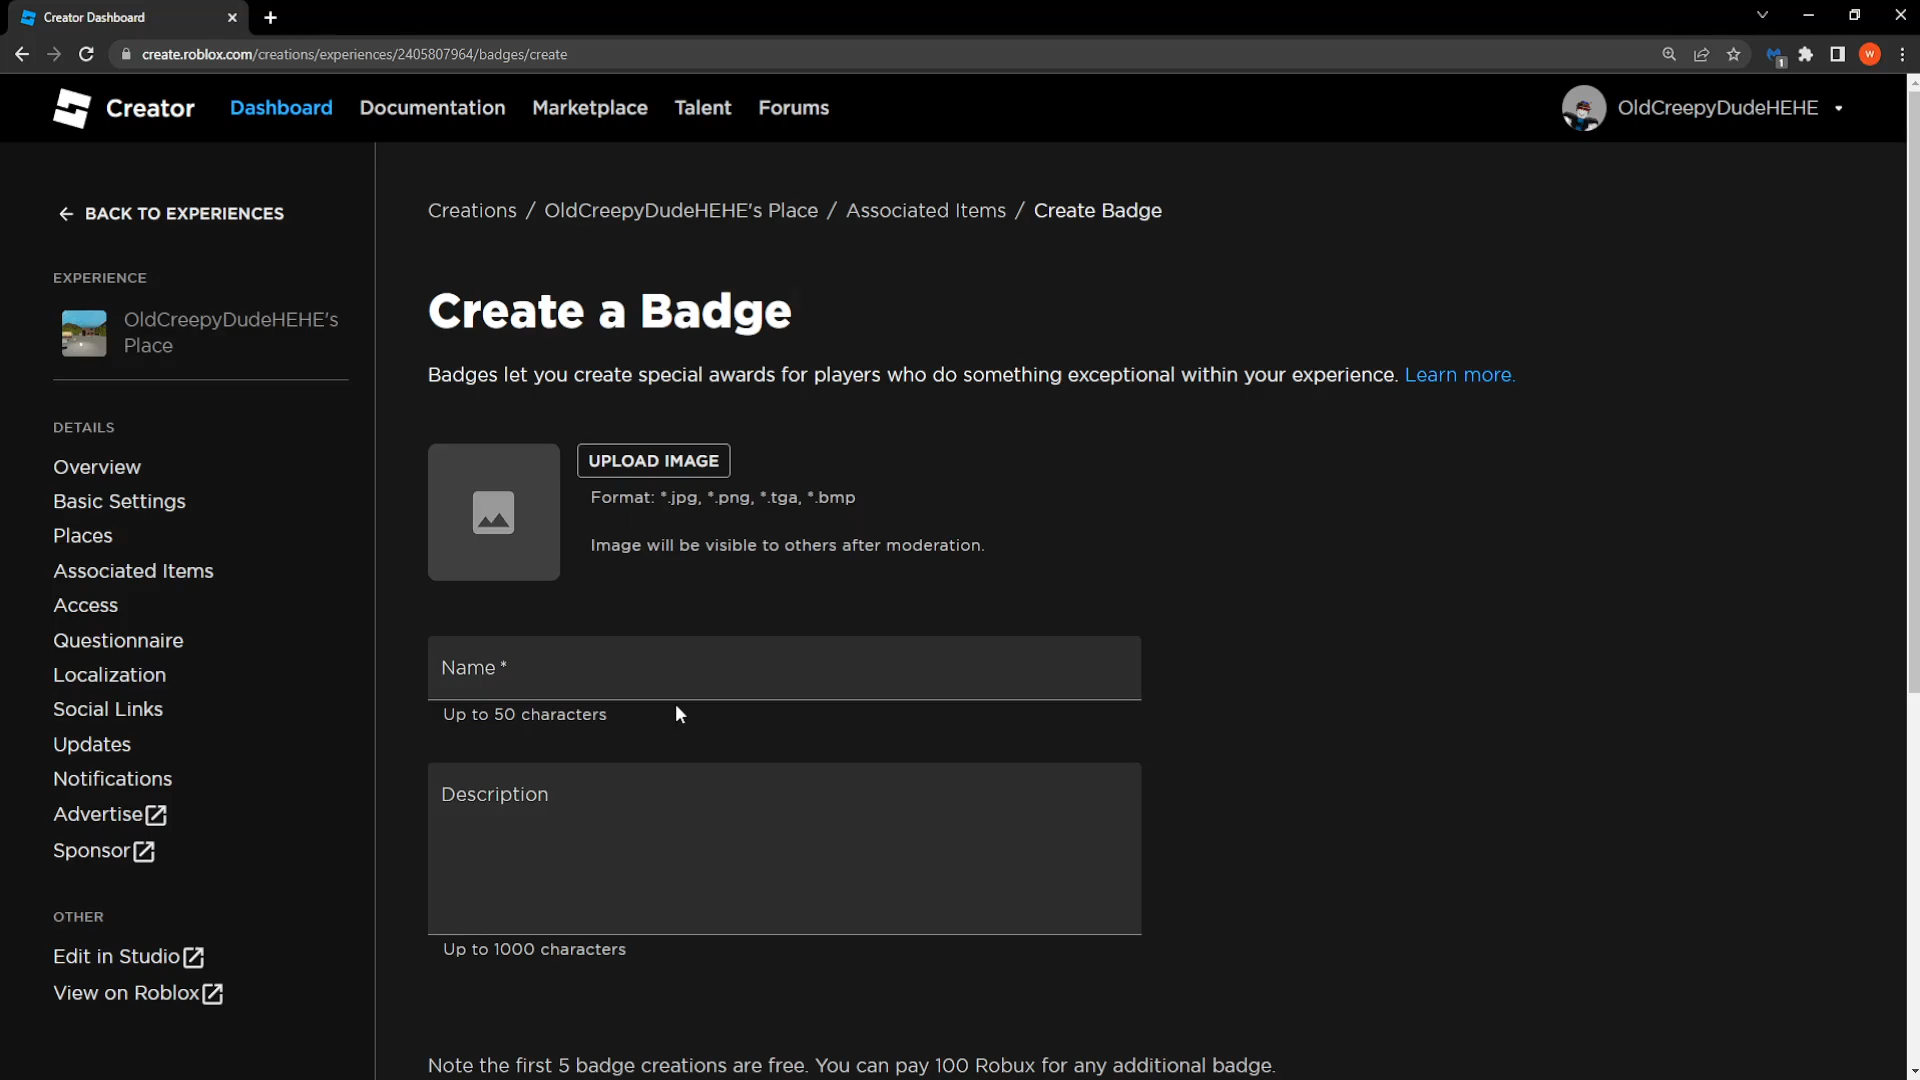 Creator Dashboard
create.roblox.com/creations/experiences/2405807964/badges/create
1
W
Creator
Dashboard
Documentation
Marketplace
Talent
Forums
OldCreepyDudeHEHE
BACK TO EXPERIENCES
EXPERIENCE
OldCreepyDudeHEHE's
Place
DETAILS
Overview
Basic Settings
Places
Associated Items
Access
Questionnaire
Localization
Social Links
Updates
Notifications
Advertise
Sponsor
OTHER
Edit in Studio
View on Roblox
Creations / OldCreepyDudeHEHE's Place / Associated Items / Create Badge
Create a Badge
Badges let you create special awards for players who do something exceptional within your experience. Learn more.
UPLOAD IMAGE
Format: *.jpg, *.png, *.tga, *.bmp
Image will be visible to others after moderation.
Name *
Up to 50 characters
Description
Up to 1000 characters
Note the first 5 badge creations are free. You can pay 100 Robux for any additional badge.